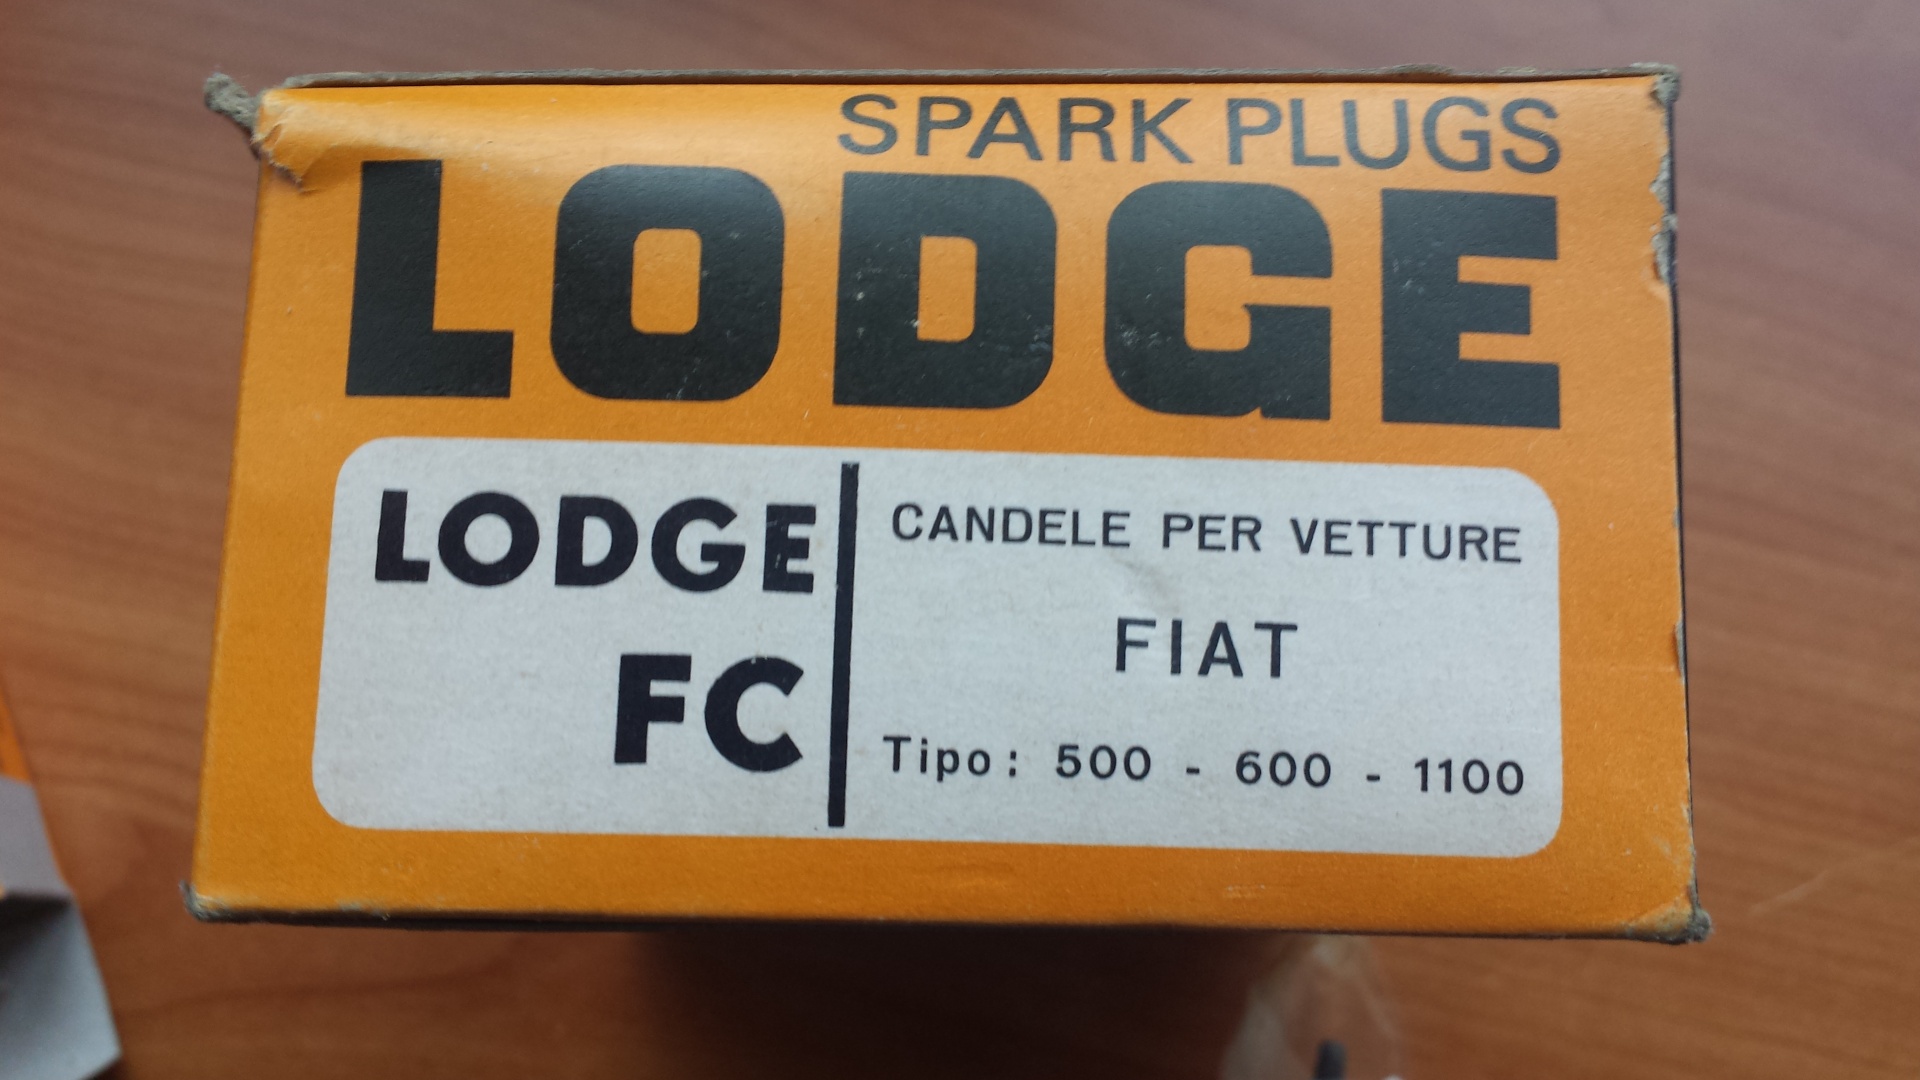 SPARK PLUGS
LODGE
LODGE
FC
CANDELE PER VETTURE
FIAT
Tipo: 500 - 600 - 1100